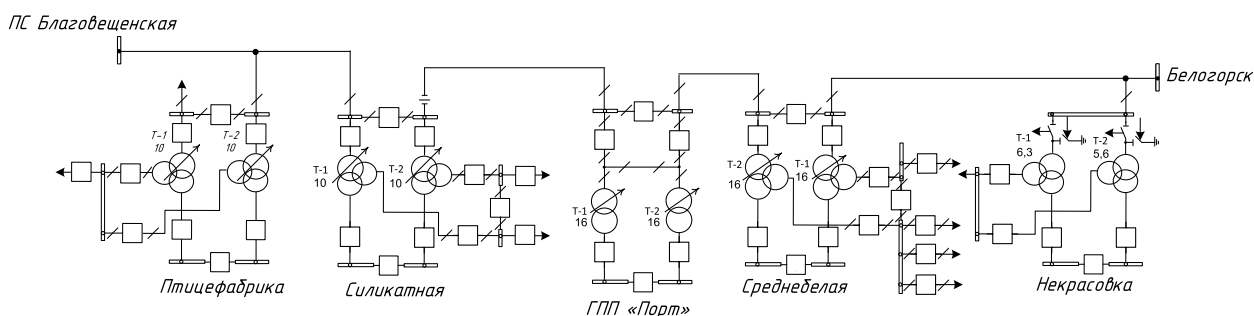 ПС Благовещенская
Белогорск
Т-1
10
Т-2
10
Т-1
10
Т-2
10
Т-1
16
Т-2
16
Т-2
16
Т-1
16
Т-1
6,3
Т-2
5,6
Птицефабрика
Силикатная
ГПП «Порт»
Среднебелая
Некрасовка